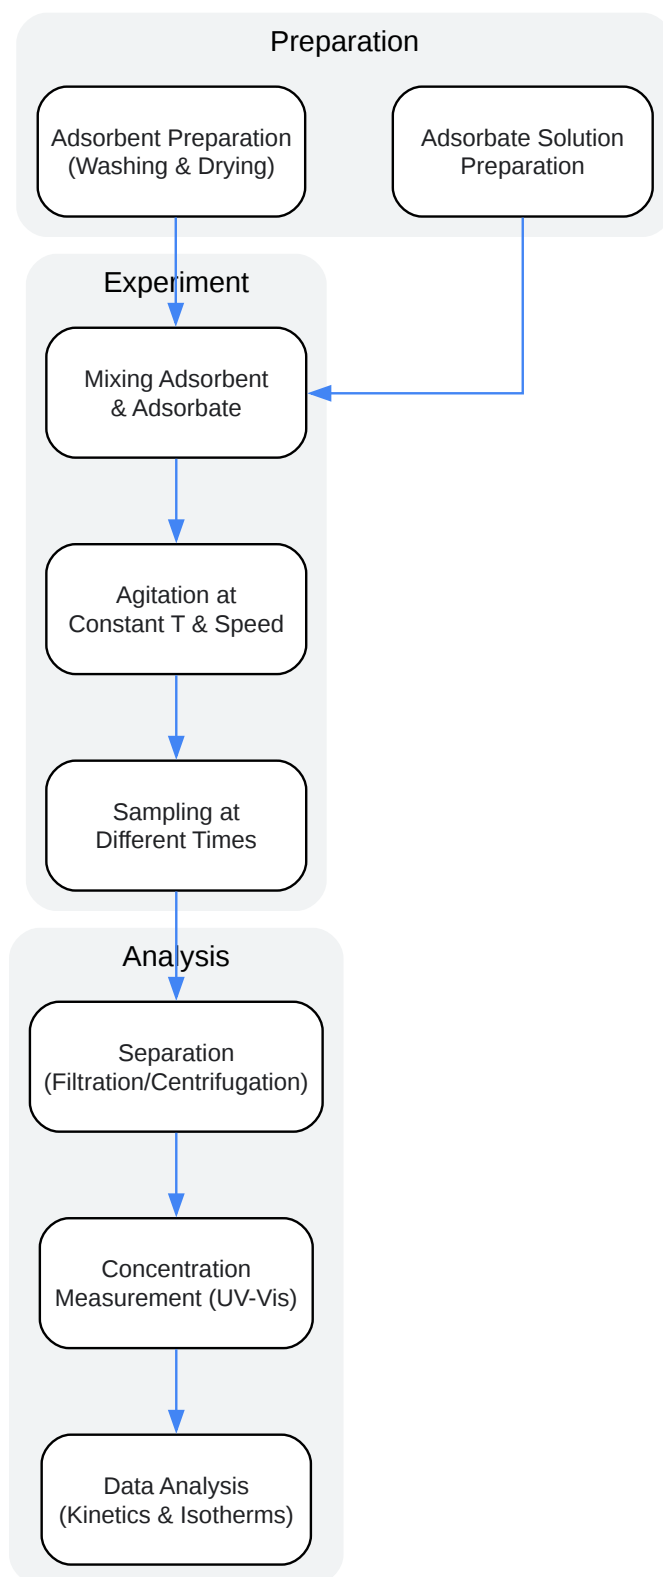 Preparation
Adsorbent Preparation
(Washing & Drying)
Adsorbate Solution
Preparation
Experiment
Mixing Adsorbent
& Adsorbate
Agitation at
Constant T & Speed
Sampling at
Different Times
Analysis
Separation
(Filtration/Centrifugation)
Concentration
Measurement (UV-Vis)
Data Analysis
(Kinetics & Isotherms)